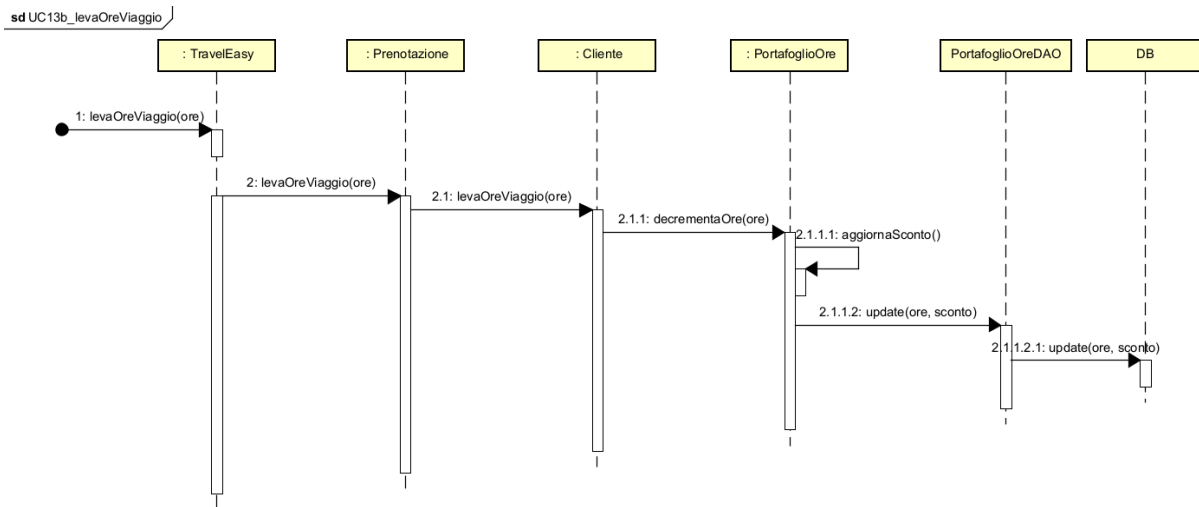 sd UC13b_levaOreViaggio
: TravelEasy
: Prenotazione
: Cliente
: PortafoglioOre
PortafoglioOreDAO
DB
1: levaOreViaggio(ore)
2: levaOreViaggio(ore)
2.1: levaOreViaggio(ore)
2.1.1: decrementaOre(ore)
2.1.1.1: aggiornaSconto()
2.1.1.2: update(ore, sconto)
2.1.1.2.1: update(ore, sconto)